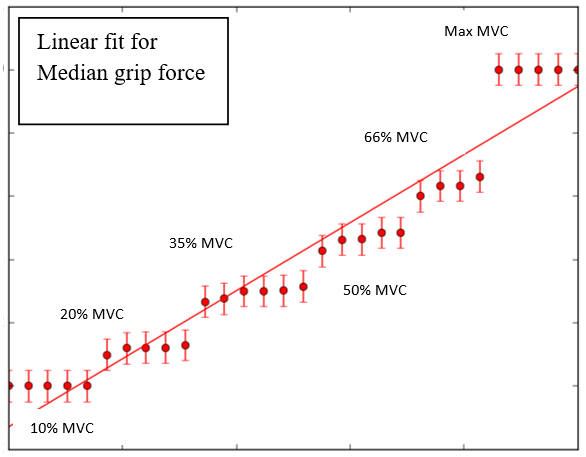 Linear fit for
Median grip force
Max MVC
66% MVC
35% MVC
50% MVC
20% MVC
10% MVC